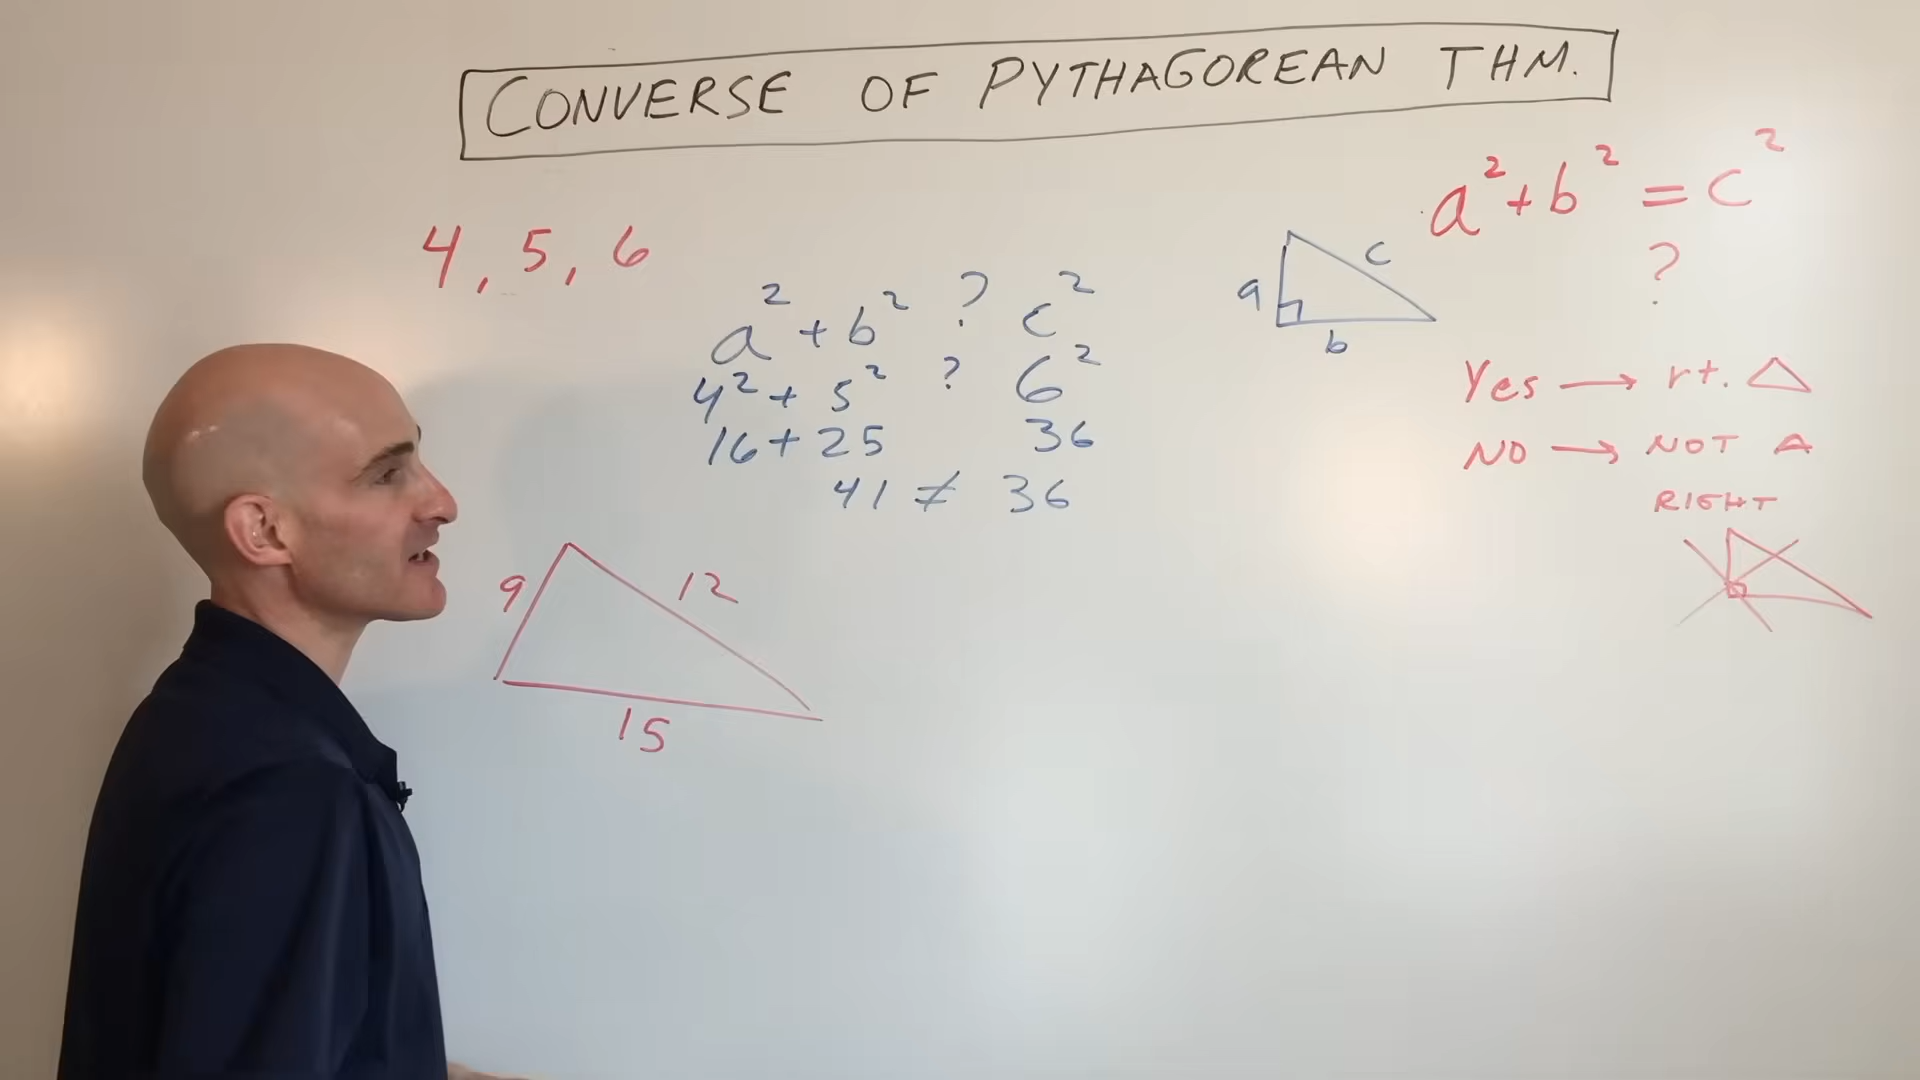 CONVERSE OF PYTHAGOREAN THM.
4, 5, 6
a² + b² ? c²
4² + 5² ? 6²
16 + 25 36
41 ≠ 36
9
12
15
a
b
c
a² + b² = c²
?
Yes → rt. △
NO → NOT A
RIGHT